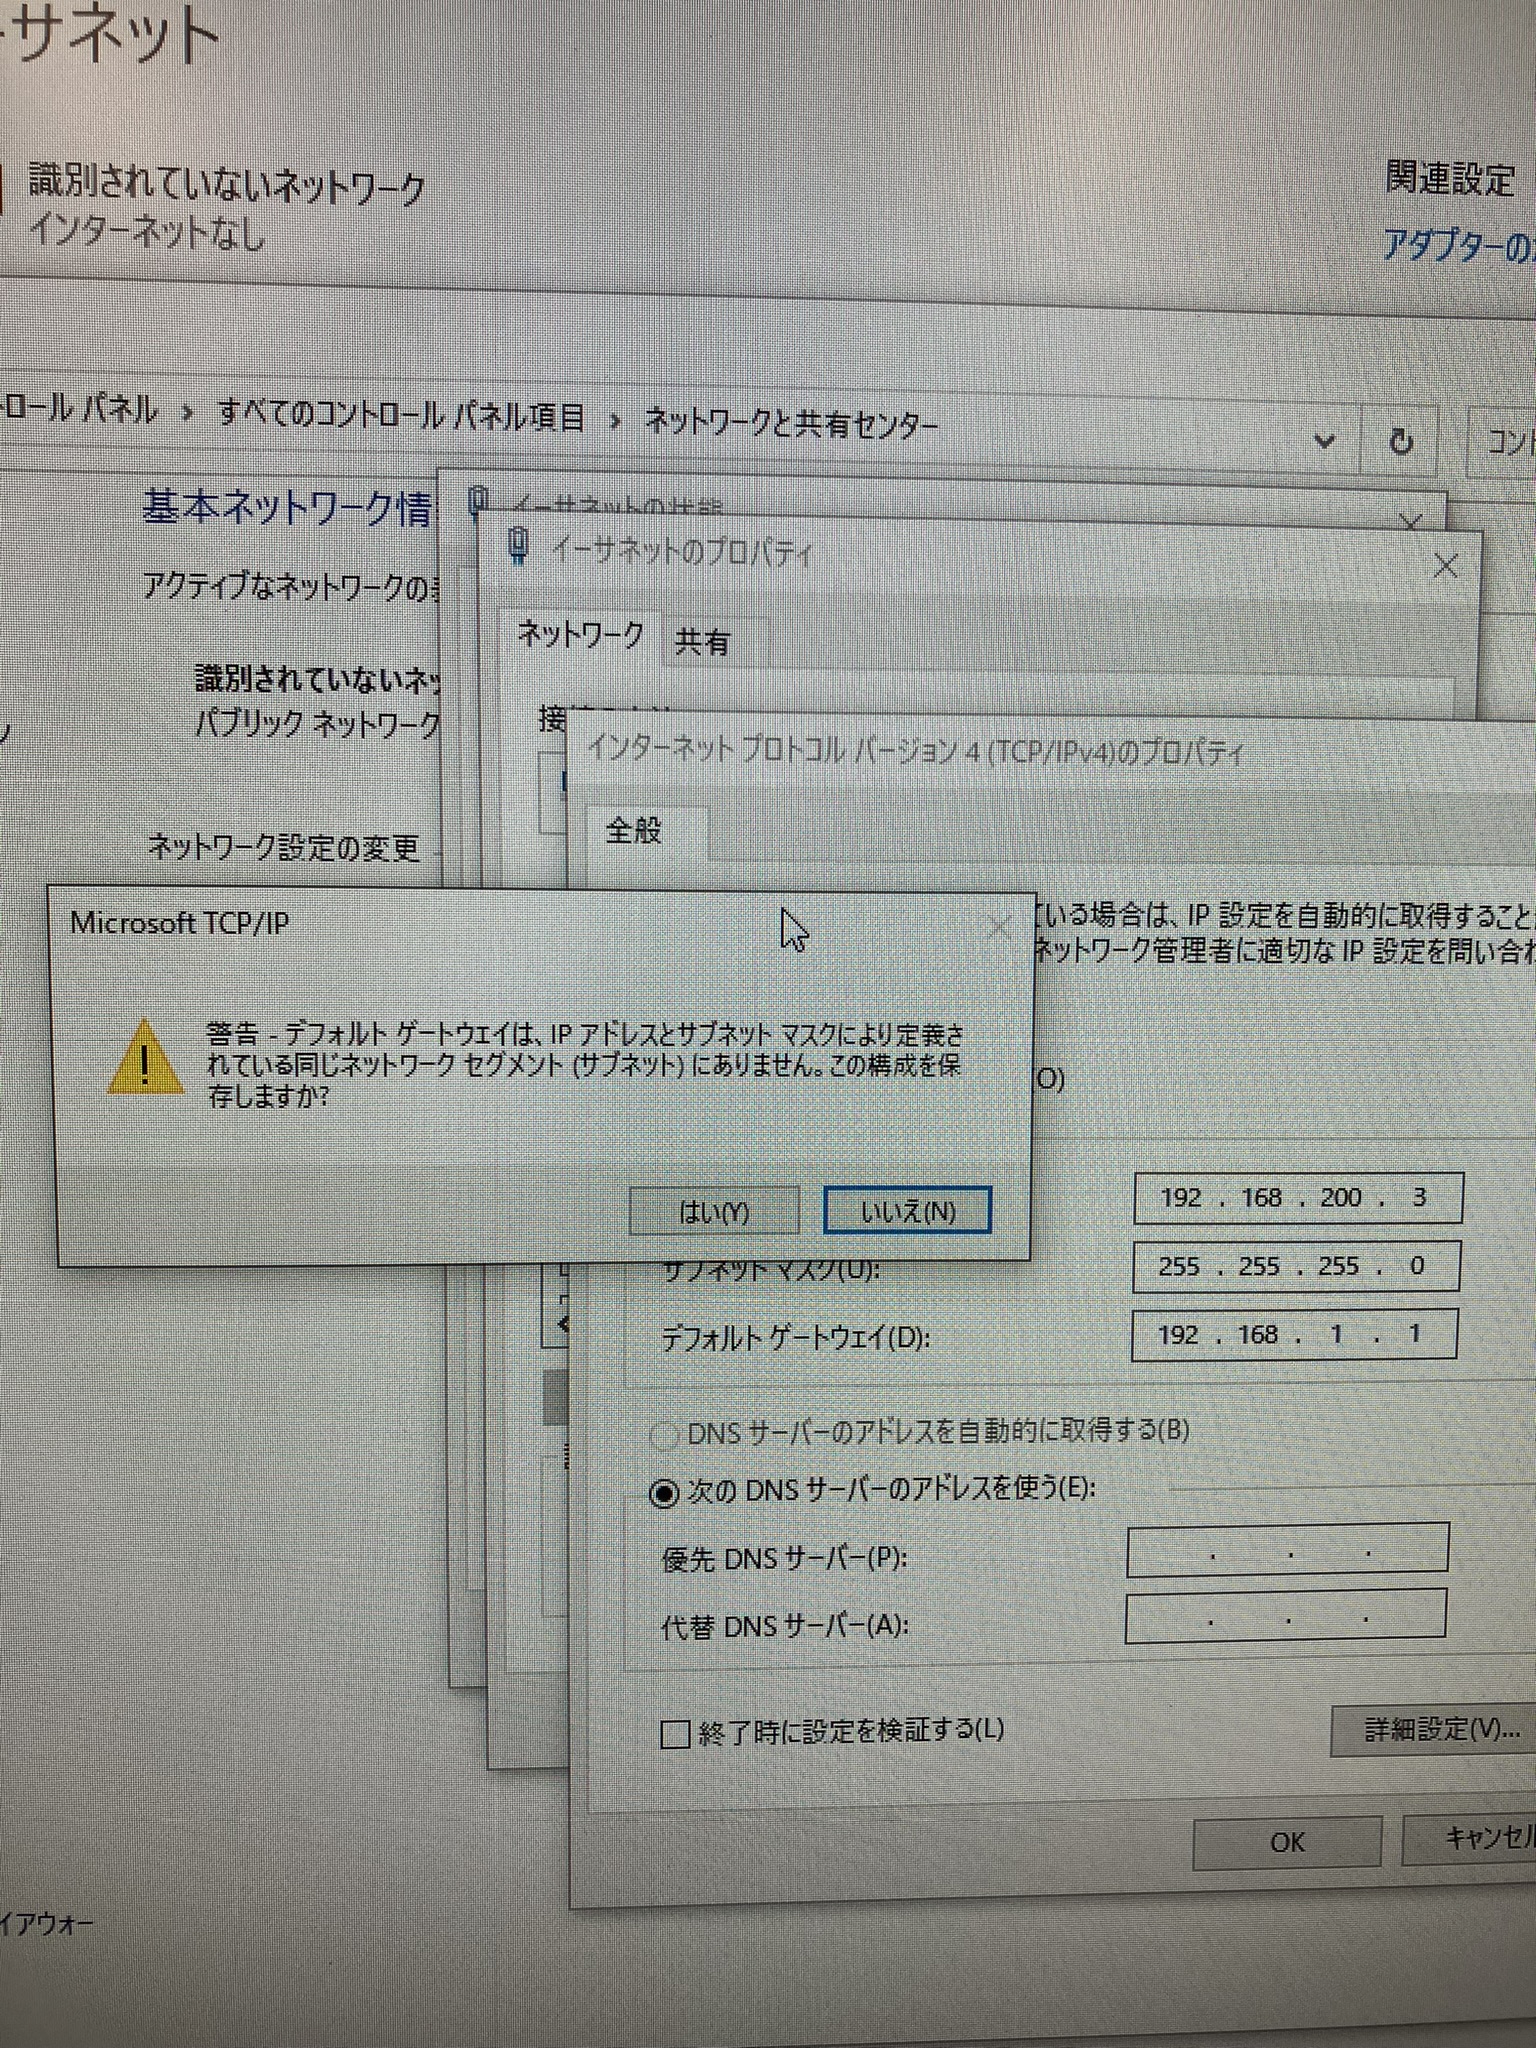 ーサネット
識別されていないネットワーク
インターネットなし
関連設定
アダプターの
ロール パネル › すべてのコントロール パネル項目 › ネットワークと共有センター
コント
基本ネットワーク情
イーサネットの状態
イーサネットのプロパティ
アクティブなネットワークの
ネットワーク
共有
識別されていないネッ
パブリック ネットワーク
接
インターネット プロトコル バージョン 4 (TCP/IPv4)のプロパティ
全般
ネットワーク設定の変更
Microsoft TCP/IP
ている場合は、IP 設定を自動的に取得すること
ネットワーク管理者に適切な IP 設定を問い合わ
警告 - デフォルト ゲートウェイは、IP アドレスとサブネット マスクにより定義さ
れている同じネットワーク セグメント (サブネット) にありません。この構成を保
存しますか?
O)
はい(Y)
いいえ(N)
192 . 168 . 200 . 3
サブネット マスク(U):
255 . 255 . 255 . 0
デフォルト ゲートウェイ(D):
192 . 168 . 1 . 1
DNS サーバーのアドレスを自動的に取得する(B)
次の DNS サーバーのアドレスを使う(E):
優先 DNS サーバー(P):
. . .
代替 DNS サーバー(A):
. . .
終了時に設定を検証する(L)
詳細設定(V)...
OK
キャンセル
イアウォー